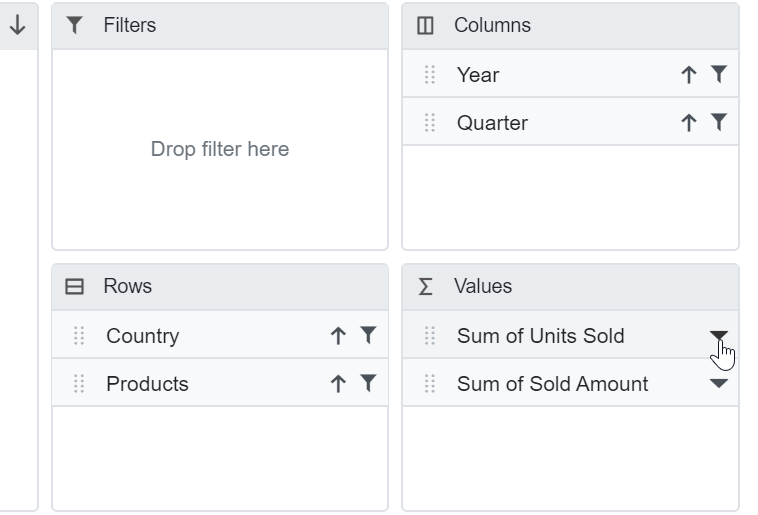 Filters
Drop filter here
Columns
Year
Quarter
Rows
Country
Products
Values
Sum of Units Sold
Sum of Sold Amount